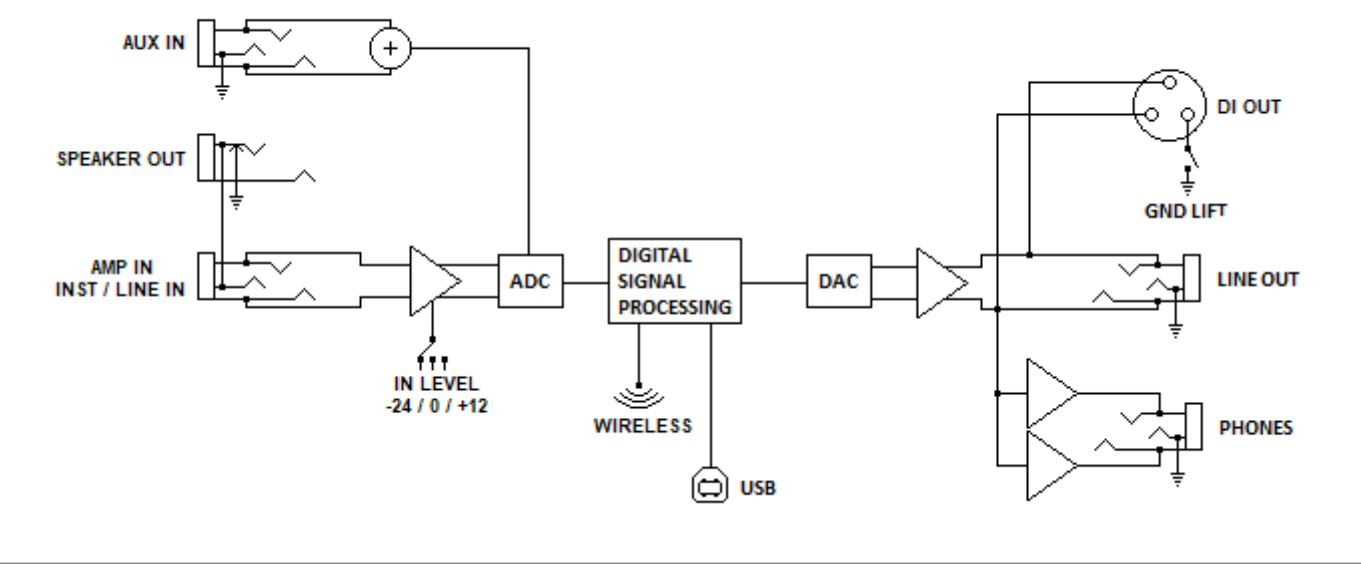 AUX IN
SPEAKER OUT
AMP IN
INST / LINE IN
IN LEVEL
-24 / 0 / +12
ADC
DIGITAL
SIGNAL
PROCESSING
WIRELESS
USB
DAC
DI OUT
GND LIFT
LINE OUT
PHONES